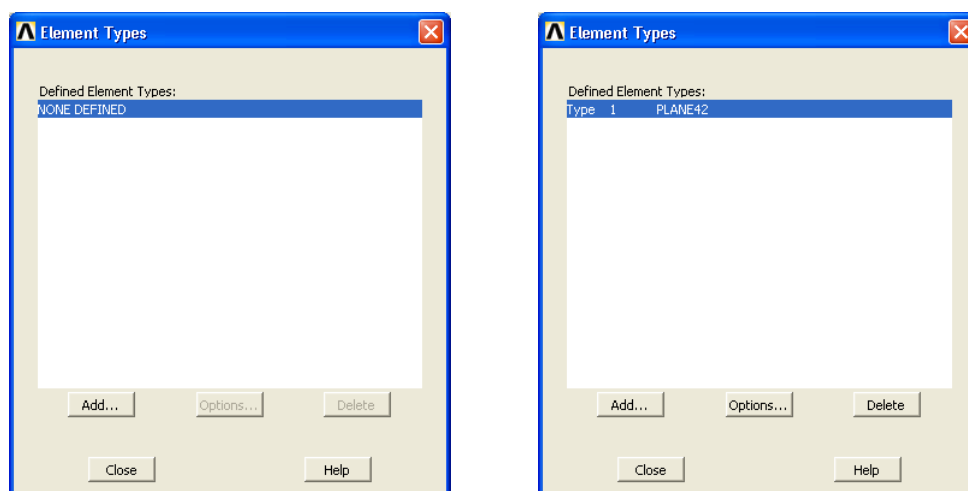 Element Types
Defined Element Types:
NONE DEFINED
Add... Options... Delete
Close Help
Element Types
Defined Element Types:
Type 1 PLANE42
Add... Options... Delete
Close Help